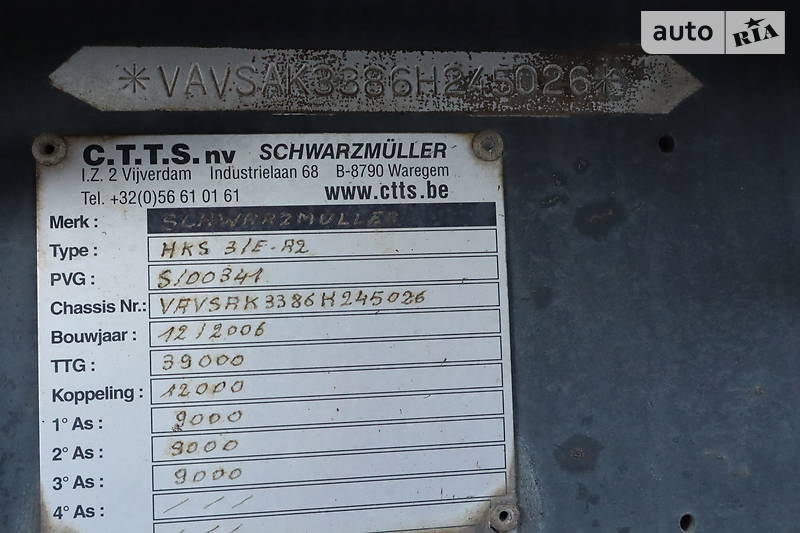 auto RIA
*VAVSAK3386H245026*
C.T.T.S. nv SCHWARZMÜLLER
I.Z. 2 Vijverdam Industrielaan 68 B-8790 Waregem
Tel. +32(0)56 61 01 61 www.ctts.be
Merk : SCHWARZMULLER
Type : HKS 3/E-A2
PVG : S/00341
Chassis Nr.: VAVSAK3386H245026
Bouwjaar : 12/2006
TTG : 39000
Koppeling : 12000
1° As : 9000
2° As : 9000
3° As : 9000
4° As : / / /